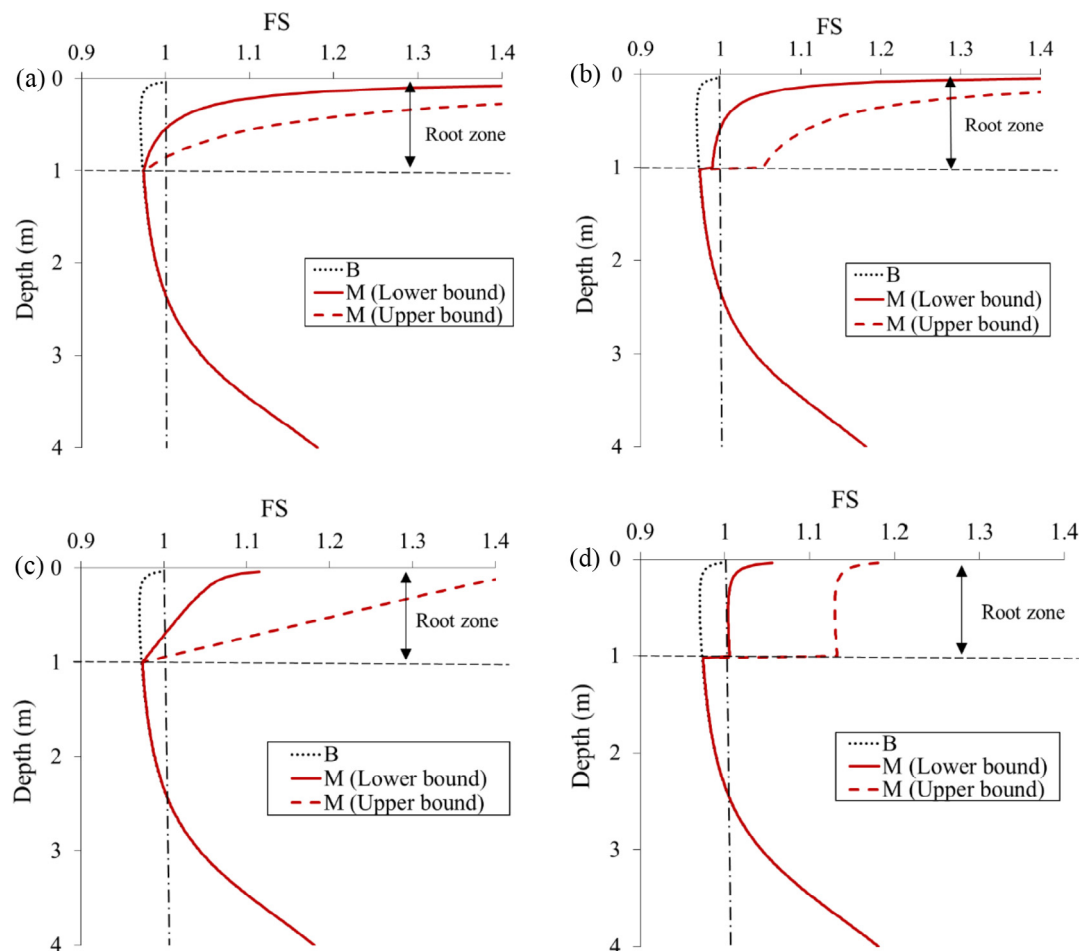 FS
0.9 1 1.1 1.2 1.3 1.4
(a)
0
1
2
3
4
Depth (m)
Root zone
B
M (Lower bound)
M (Upper bound)
FS
0.9 1 1.1 1.2 1.3 1.4
(b)
0
1
2
3
4
Depth (m)
Root zone
B
M (Lower bound)
M (Upper bound)
FS
0.9 1 1.1 1.2 1.3 1.4
(c)
0
1
2
3
4
Depth (m)
Root zone
B
M (Lower bound)
M (Upper bound)
FS
0.9 1 1.1 1.2 1.3 1.4
(d)
0
1
2
3
4
Depth (m)
Root zone
B
M (Lower bound)
M (Upper bound)